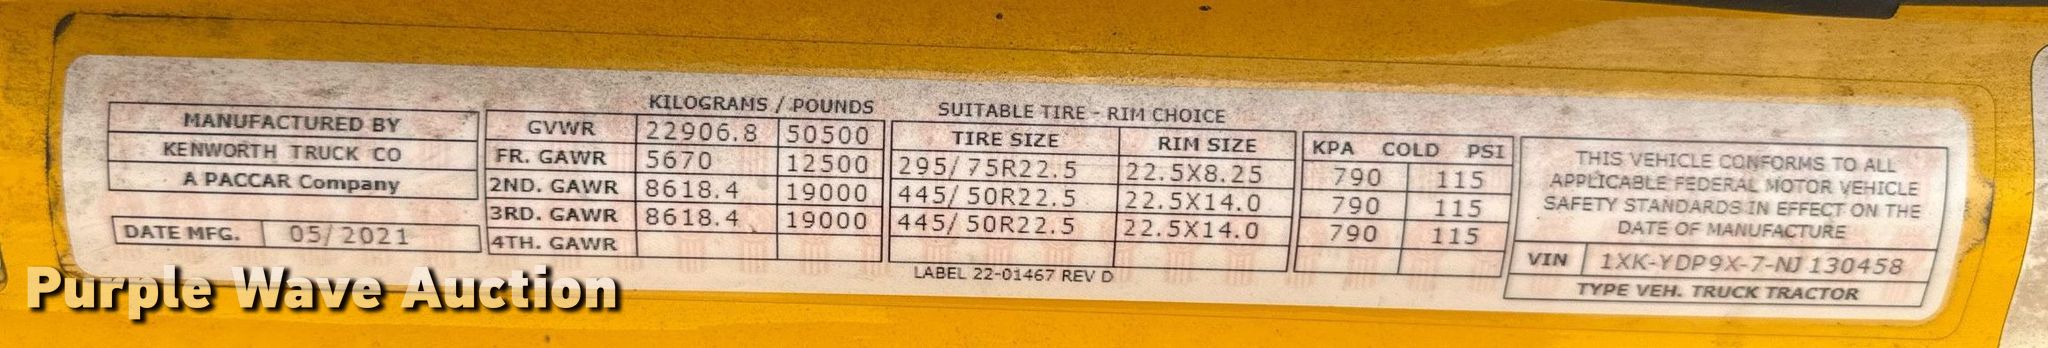 KILOGRAMS / POUNDS SUITABLE TIRE - RIM CHOICE
MANUFACTURED BY
KENWORTH TRUCK CO
A PACCAR Company
DATE MFG. 05/ 2021
GVWR 22906.8 50500 TIRE SIZE RIM SIZE KPA COLD PSI
FR. GAWR 5670 12500 295/ 75R22.5 22.5X8.25 790 115
2ND. GAWR 8618.4 19000 445/ 50R22.5 22.5X14.0 790 115
3RD. GAWR 8618.4 19000 445/ 50R22.5 22.5X14.0 790 115
4TH. GAWR
LABEL 22-01467 REV D
THIS VEHICLE CONFORMS TO ALL
APPLICABLE FEDERAL MOTOR VEHICLE
SAFETY STANDARDS IN EFFECT ON THE
DATE OF MANUFACTURE
VIN 1XK-YDP9X-7-NJ 130458
TYPE VEH. TRUCK TRACTOR
Purple Wave Auction